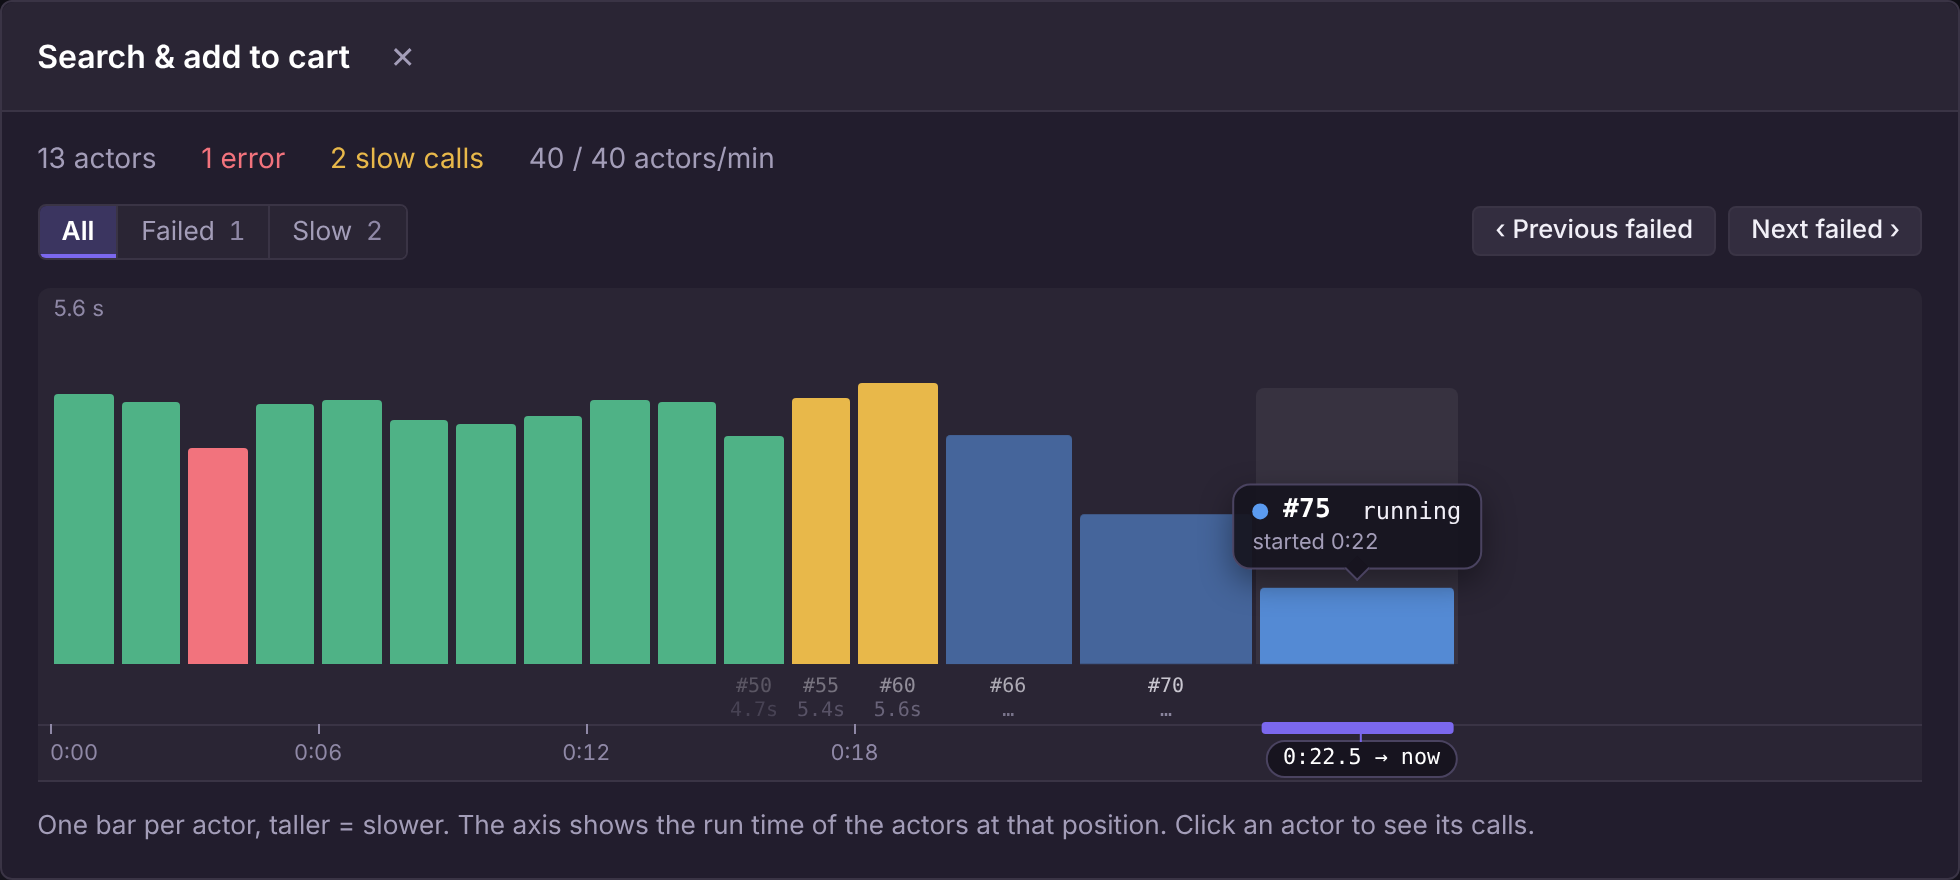 Search & add to cart ✕
13 actors 1 error 2 slow calls 40 / 40 actors/min
All Failed 1 Slow 2 ‹ Previous failed Next failed ›
5.6 s
#75 running
started 0:22
#50 #55 #60 #66 #70
4.7s 5.4s 5.6s … …
0:00 0:06 0:12 0:18 0:22.5 → now
One bar per actor, taller = slower. The axis shows the run time of the actors at that position. Click an actor to see its calls.